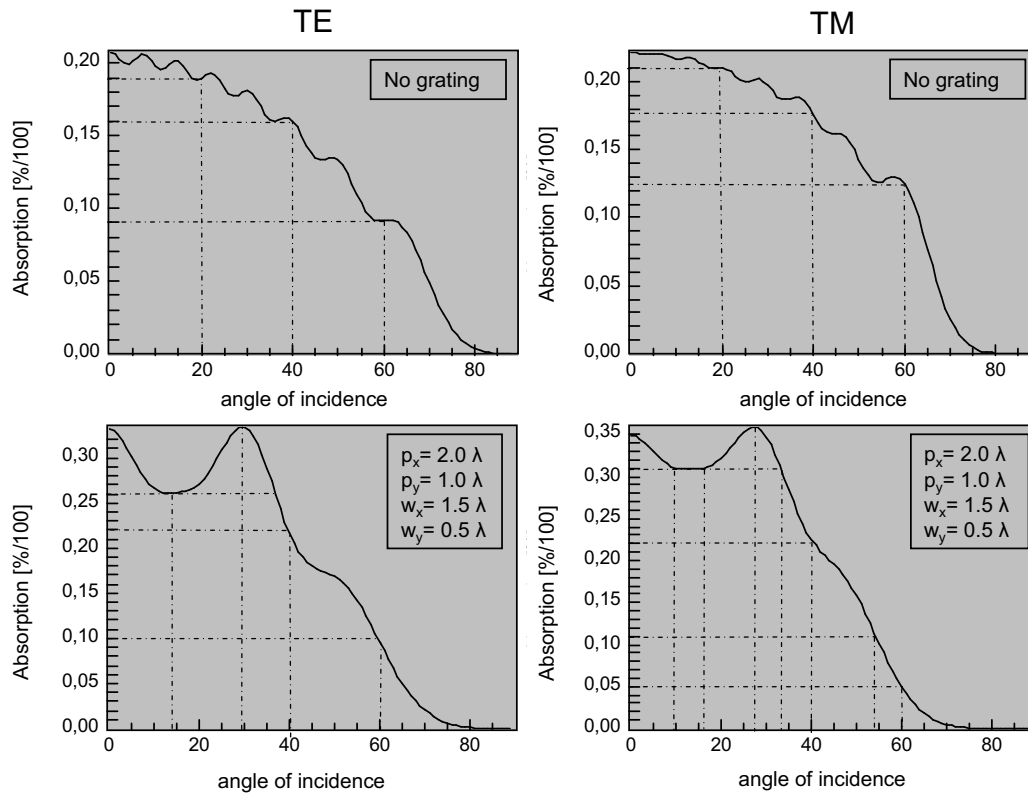 TE
TM
No grating
Absorption [%/100]
0,20
0,15
0,10
0,05
0,00
0
20
40
60
80
angle of incidence
No grating
Absorption [%/100]
0,20
0,15
0,10
0,05
0,00
0
20
40
60
80
angle of incidence
pₓ= 2.0 λ
p_y= 1.0 λ
wₓ= 1.5 λ
w_y= 0.5 λ
Absorption [%/100]
0,30
0,25
0,20
0,15
0,10
0,05
0,00
0
20
40
60
80
angle of incidence
pₓ= 2.0 λ
p_y= 1.0 λ
wₓ= 1.5 λ
w_y= 0.5 λ
Absorption [%/100]
0,35
0,30
0,25
0,20
0,15
0,10
0,05
0,00
0
20
40
60
80
angle of incidence